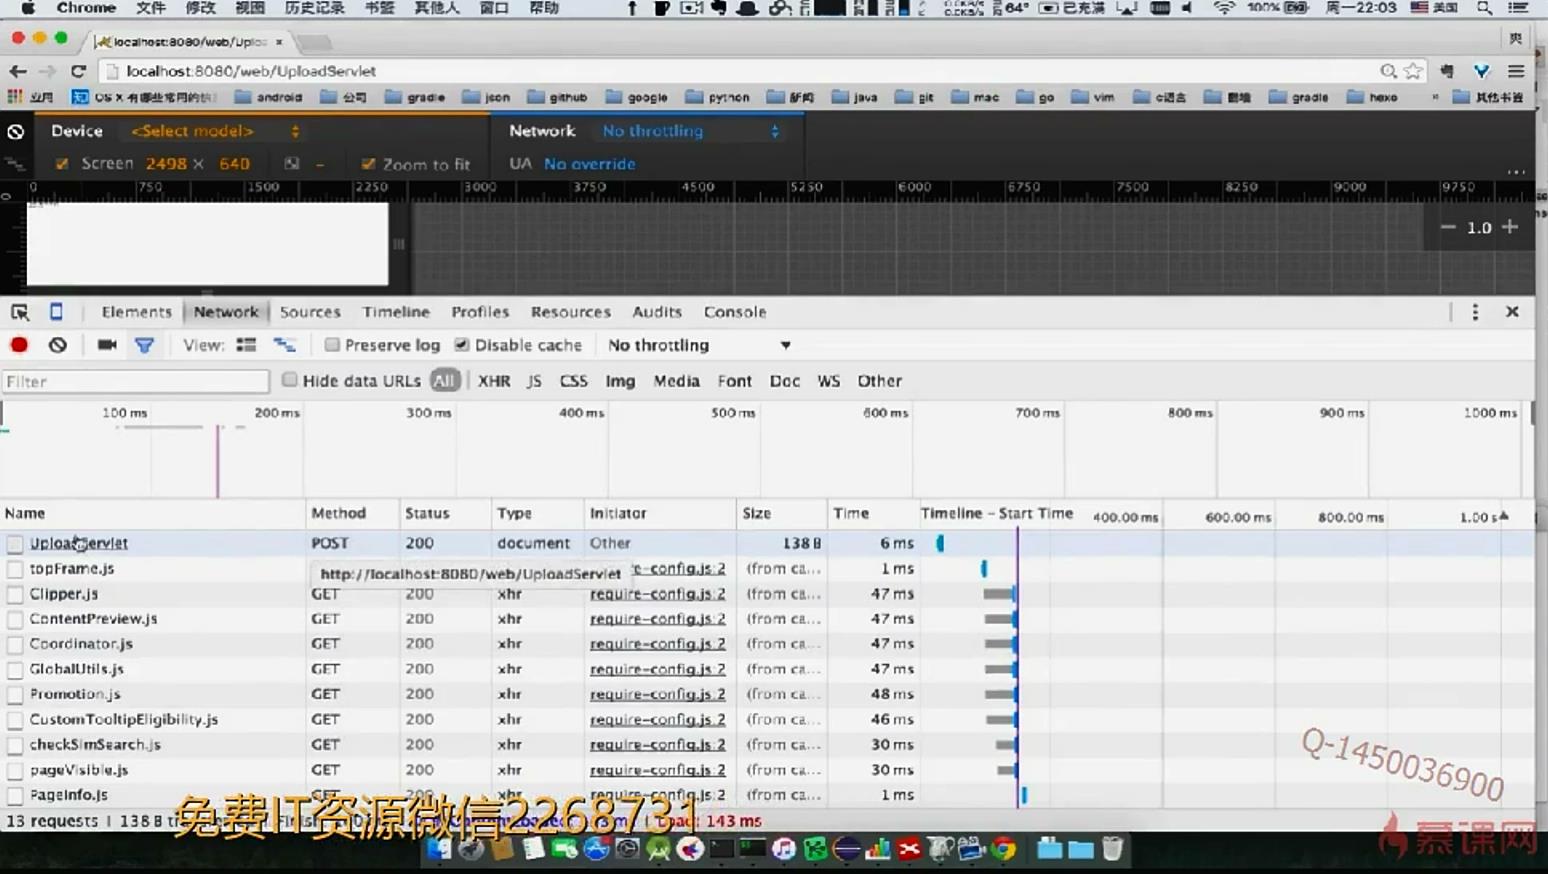 Chrome 文件 修改 视图 历史记录 书签 其他人 窗口 帮助 64° 已充满 100% 周一22:03 美国
localhost:8080/web/Uplo
localhost:8080/web/UploadServlet
应用 OS X 有哪些常用的快 android 公司 gradle json github google python 新闻 java git mac go vim c语言 翻墙 gradle hexo » 其他书签
Device <Select model> Network No throttling
Screen 2498 × 640 – Zoom to fit UA No override
0 750 1500 2250 3000 3750 4500 5250 6000 6750 7500 8250 9000 9750
1.0
Elements Network Sources Timeline Profiles Resources Audits Console
View: Preserve log Disable cache No throttling
Filter Hide data URLs All XHR JS CSS Img Media Font Doc WS Other
100 ms 200 ms 300 ms 400 ms 500 ms 600 ms 700 ms 800 ms 900 ms 1000 ms
Name Method Status Type Initiator Size Time Timeline – Start Time 400.00 ms 600.00 ms 800.00 ms 1.00 s
UploadServlet POST 200 document Other 138 B 6 ms
topFrame.js http://localhost:8080/web/UploadServlet e-config.js:2 (from ca... 1 ms
Clipper.js GET 200 xhr require-config.js:2 (from ca... 47 ms
ContentPreview.js GET 200 xhr require-config.js:2 (from ca... 47 ms
Coordinator.js GET 200 xhr require-config.js:2 (from ca... 47 ms
GlobalUtils.js GET 200 xhr require-config.js:2 (from ca... 47 ms
Promotion.js GET 200 xhr require-config.js:2 (from ca... 48 ms
CustomTooltipEligibility.js GET 200 xhr require-config.js:2 (from ca... 46 ms
checkSimSearch.js GET 200 xhr require-config.js:2 (from ca... 30 ms
pageVisible.js GET 200 xhr require-config.js:2 (from ca... 30 ms
PageInfo.js GET 200 xhr require-config.js:2 (from ca... 1 ms
Q-1450036900
13 requests | 138 B Load: 143 ms
免费IT资源微信2268731
慕课网